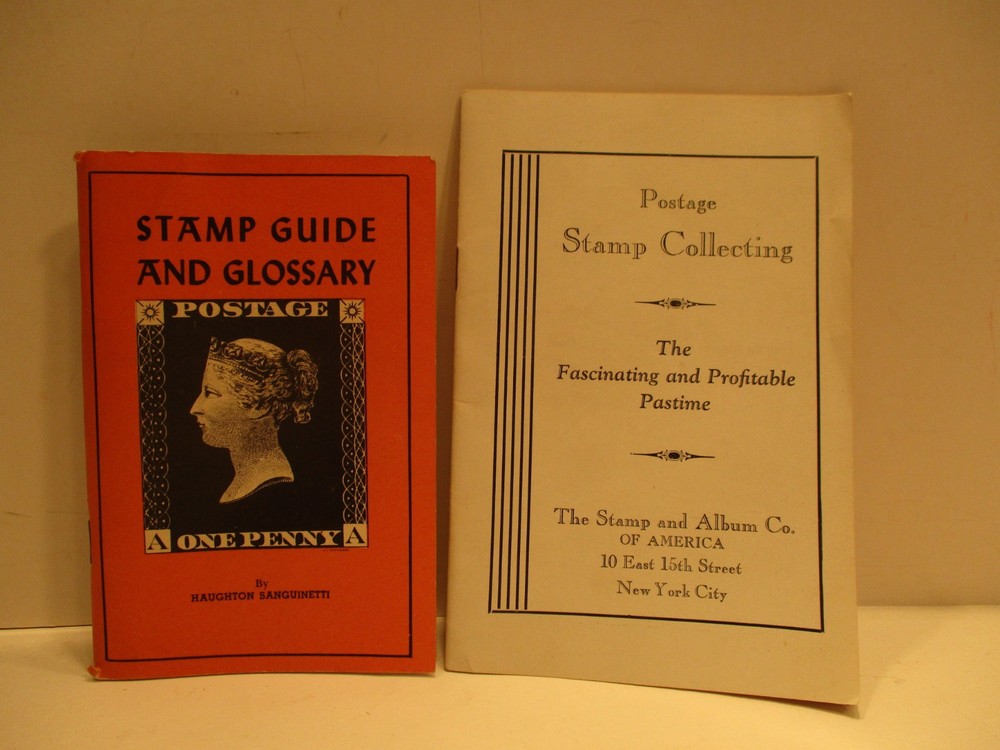 STAMP GUIDE
AND GLOSSARY
POSTAGE
A ONE PENNY A
By
HAUGHTON SANGUINETTI
Postage
Stamp Collecting
The
Fascinating and Profitable
Pastime
The Stamp and Album Co.
OF AMERICA
10 East 15th Street
New York City